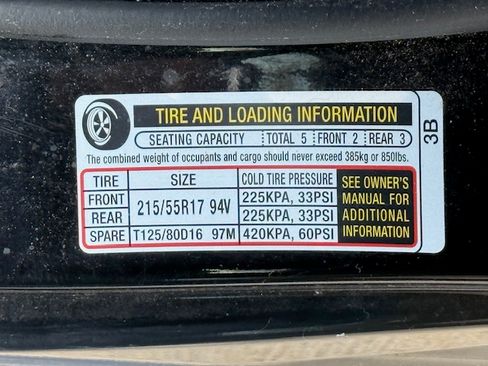 TIRE AND LOADING INFORMATION
SEATING CAPACITY TOTAL 5 FRONT 2 REAR 3
The combined weight of occupants and cargo should never exceed 385kg or 850lbs.
TIRE SIZE COLD TIRE PRESSURE
FRONT 215/55R17 94V 225KPA, 33PSI
REAR 225KPA, 33PSI
SPARE T125/80D16 97M 420KPA, 60PSI
SEE OWNER'S
MANUAL FOR
ADDITIONAL
INFORMATION
3B